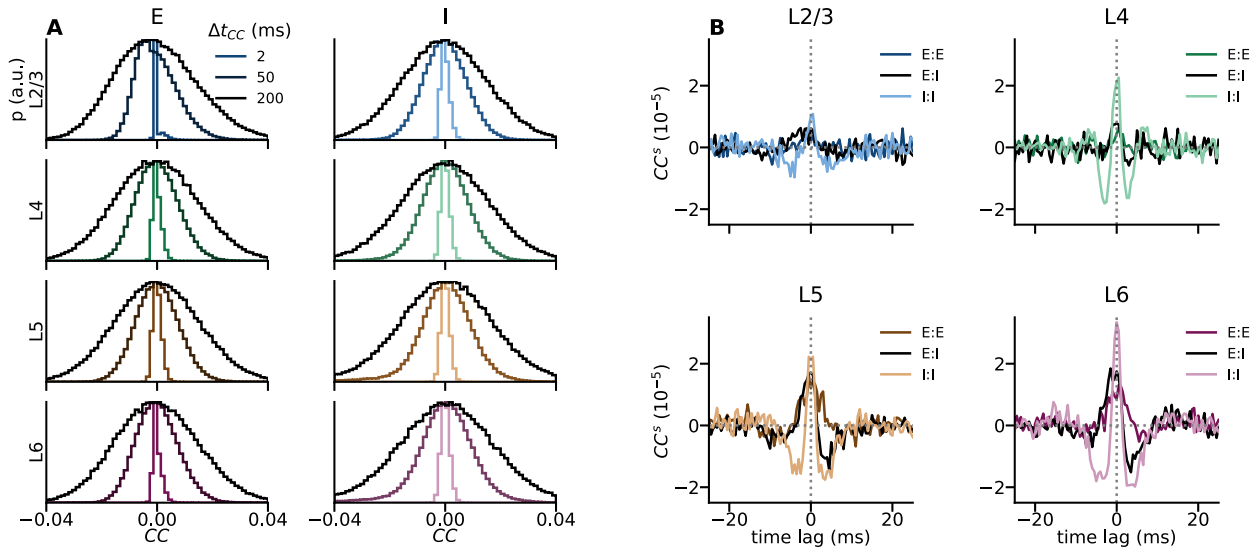 A
E
I
Δt_CC (ms)
2
50
200
p (a.u.)
L2/3
L4
L5
L6
−0.04
0.00
0.04
−0.04
0.00
0.04
CC
CC
B
L2/3
E:E
E:I
I:I
L4
E:E
E:I
I:I
CC^s (10^−5)
2
0
−2
2
0
−2
L5
E:E
E:I
I:I
L6
E:E
E:I
I:I
CC^s (10^−5)
2
0
−2
2
0
−2
−20
0
20
−20
0
20
time lag (ms)
time lag (ms)